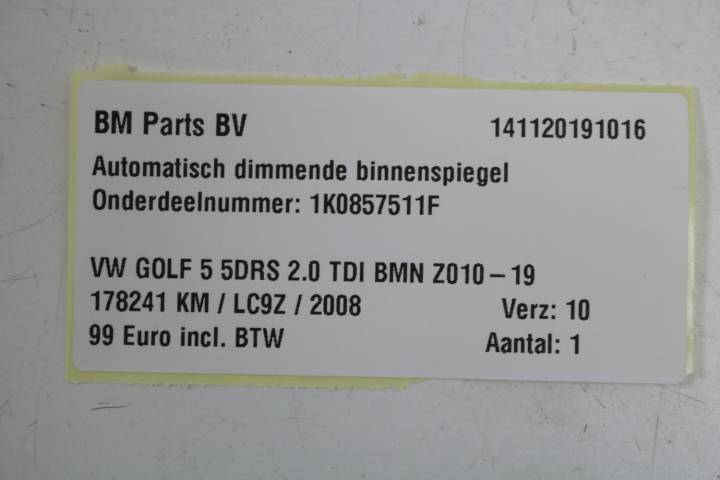 BM Parts BV 141120191016
Automatisch dimmende binnenspiegel
Onderdeelnummer: 1K0857511F
VW GOLF 5 5DRS 2.0 TDI BMN Z010 – 19
178241 KM / LC9Z / 2008 Verz: 10
99 Euro incl. BTW Aantal: 1